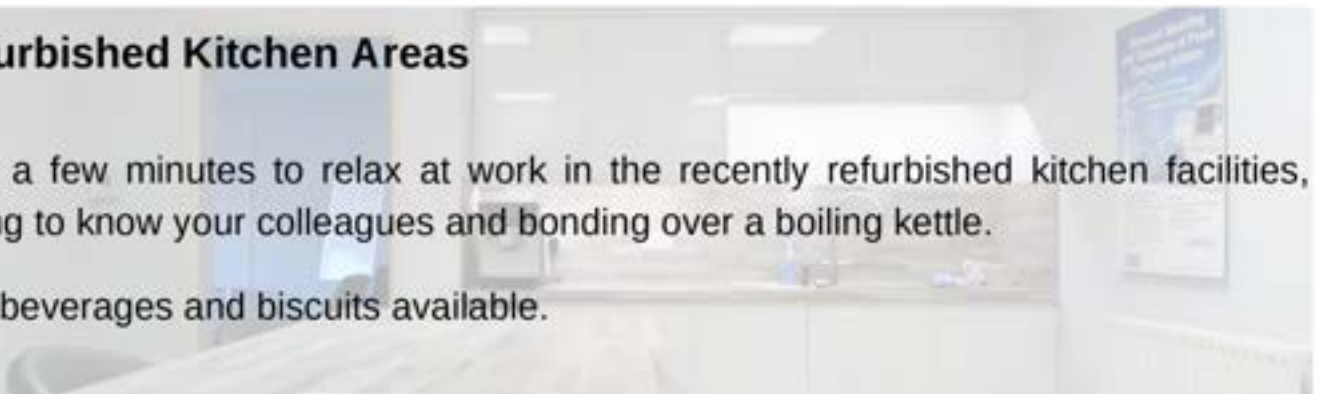 urbished Kitchen Areas
a few minutes to relax at work in the recently refurbished kitchen facilities,
ng to know your colleagues and bonding over a boiling kettle.
beverages and biscuits available.